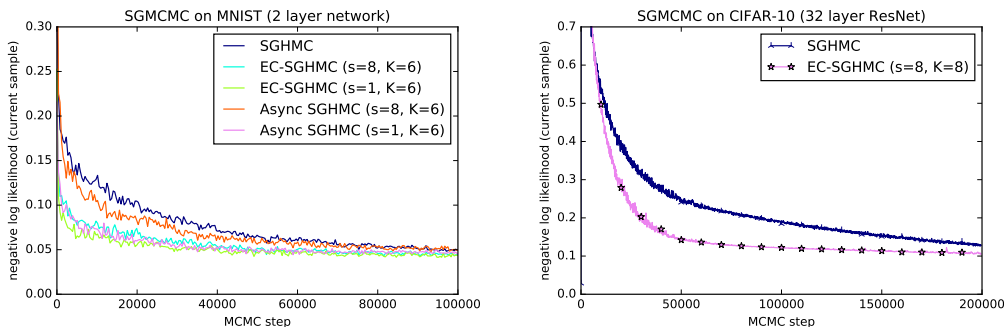 SGMCMC on MNIST (2 layer network)
negative log likelihood (current sample)
0.30
0.25
0.20
0.15
0.10
0.05
0.00
SGHMC
EC-SGHMC (s=8, K=6)
EC-SGHMC (s=1, K=6)
Async SGHMC (s=8, K=6)
Async SGHMC (s=1, K=6)
0
20000
40000
60000
80000
100000
MCMC step
SGMCMC on CIFAR-10 (32 layer ResNet)
negative log likelihood (current sample)
0.7
0.6
0.5
0.4
0.3
0.2
0.1
0.0
SGHMC
EC-SGHMC (s=8, K=8)
0
50000
100000
150000
200000
MCMC step